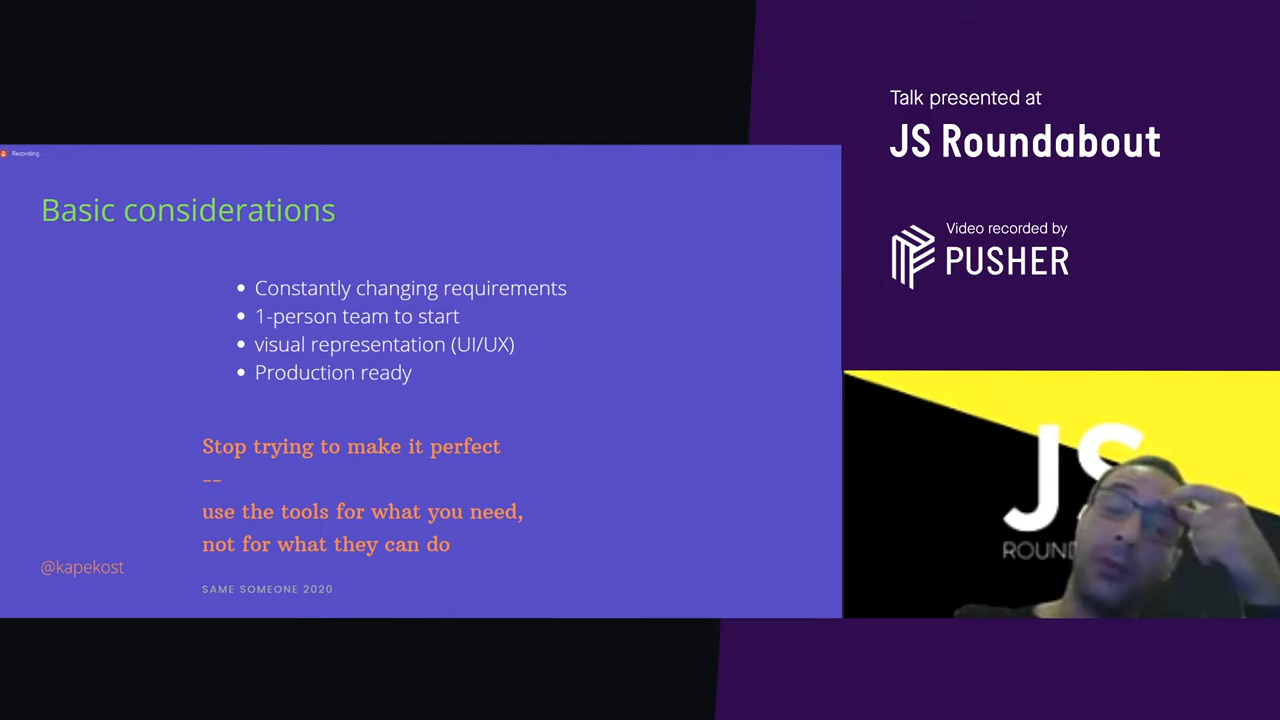 Recording
Basic considerations
Constantly changing requirements
1-person team to start
visual representation (UI/UX)
Production ready
Stop trying to make it perfect
--
use the tools for what you need,
not for what they can do
SAME SOMEONE 2020
@kapekost
Talk presented at
JS Roundabout
Video recorded by
PUSHER
JS
ROUND